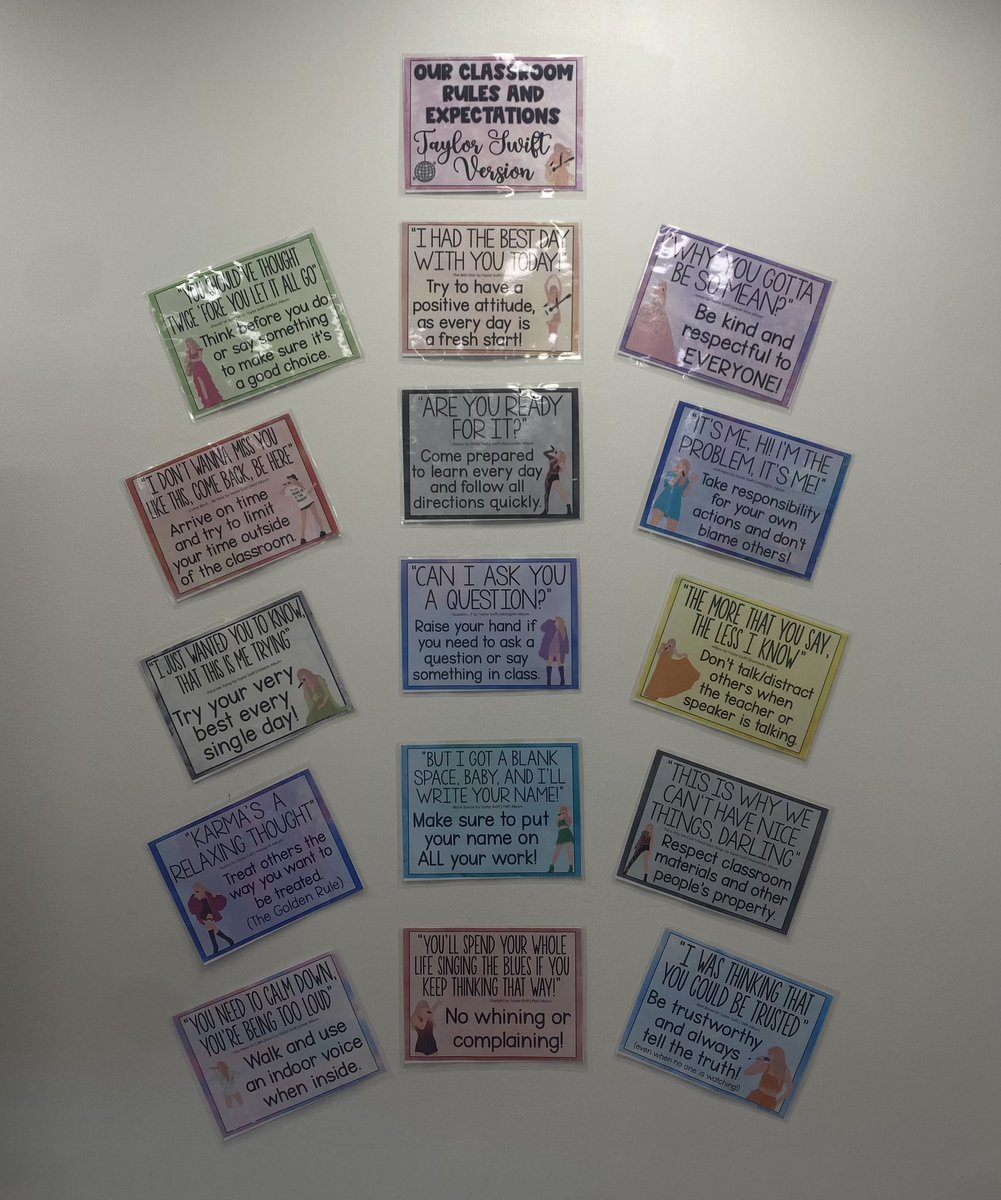 OUR CLASSROOM
RULES AND
EXPECTATIONS
Taylor Swift
Version
"YOU SHOULD'VE THOUGHT
TWICE 'FORE YOU LET IT ALL GO"
Think before you do
or say something
to make sure it's
a good choice.
"I HAD THE BEST DAY
WITH YOU TODAY!"
The Best Day by Taylor Swift
Try to have a
positive attitude,
as every day is
a fresh start!
"WHY YOU GOTTA
BE SO MEAN?"
Be kind and
respectful to
EVERYONE!
"I DON'T WANNA MISS YOU
LIKE THIS, COME BACK, BE HERE"
Arrive on time
and try to limit
your time outside
of the classroom.
"ARE YOU READY
FOR IT?"
Come prepared
to learn every day
and follow all
directions quickly.
"IT'S ME, HI! I'M THE
PROBLEM, IT'S ME!"
Take responsibility
for your own
actions and don't
blame others!
"I JUST WANTED YOU TO KNOW,
THAT THIS IS ME TRYING"
Try your very
best every
single day!
"CAN I ASK YOU
A QUESTION?"
Raise your hand if
you need to ask a
question or say
something in class.
"THE MORE THAT YOU SAY,
THE LESS I KNOW"
Don't talk/distract
others when
the teacher or
speaker is talking.
"KARMA'S A
RELAXING THOUGHT"
Treat others the
way you want to
be treated.
(The Golden Rule)
"BUT I GOT A BLANK
SPACE, BABY, AND I'LL
WRITE YOUR NAME!"
Make sure to put
your name on
ALL your work!
"THIS IS WHY WE
CAN'T HAVE NICE
THINGS, DARLING"
Respect classroom
materials and other
people's property.
"YOU NEED TO CALM DOWN,
YOU'RE BEING TOO LOUD"
Walk and use
an indoor voice
when inside.
"YOU'LL SPEND YOUR WHOLE
LIFE SINGING THE BLUES IF YOU
KEEP THINKING THAT WAY!"
No whining or
complaining!
"I WAS THINKING THAT
YOU COULD BE TRUSTED"
Be trustworthy
and always
tell the truth!
(even when no one is watching!)